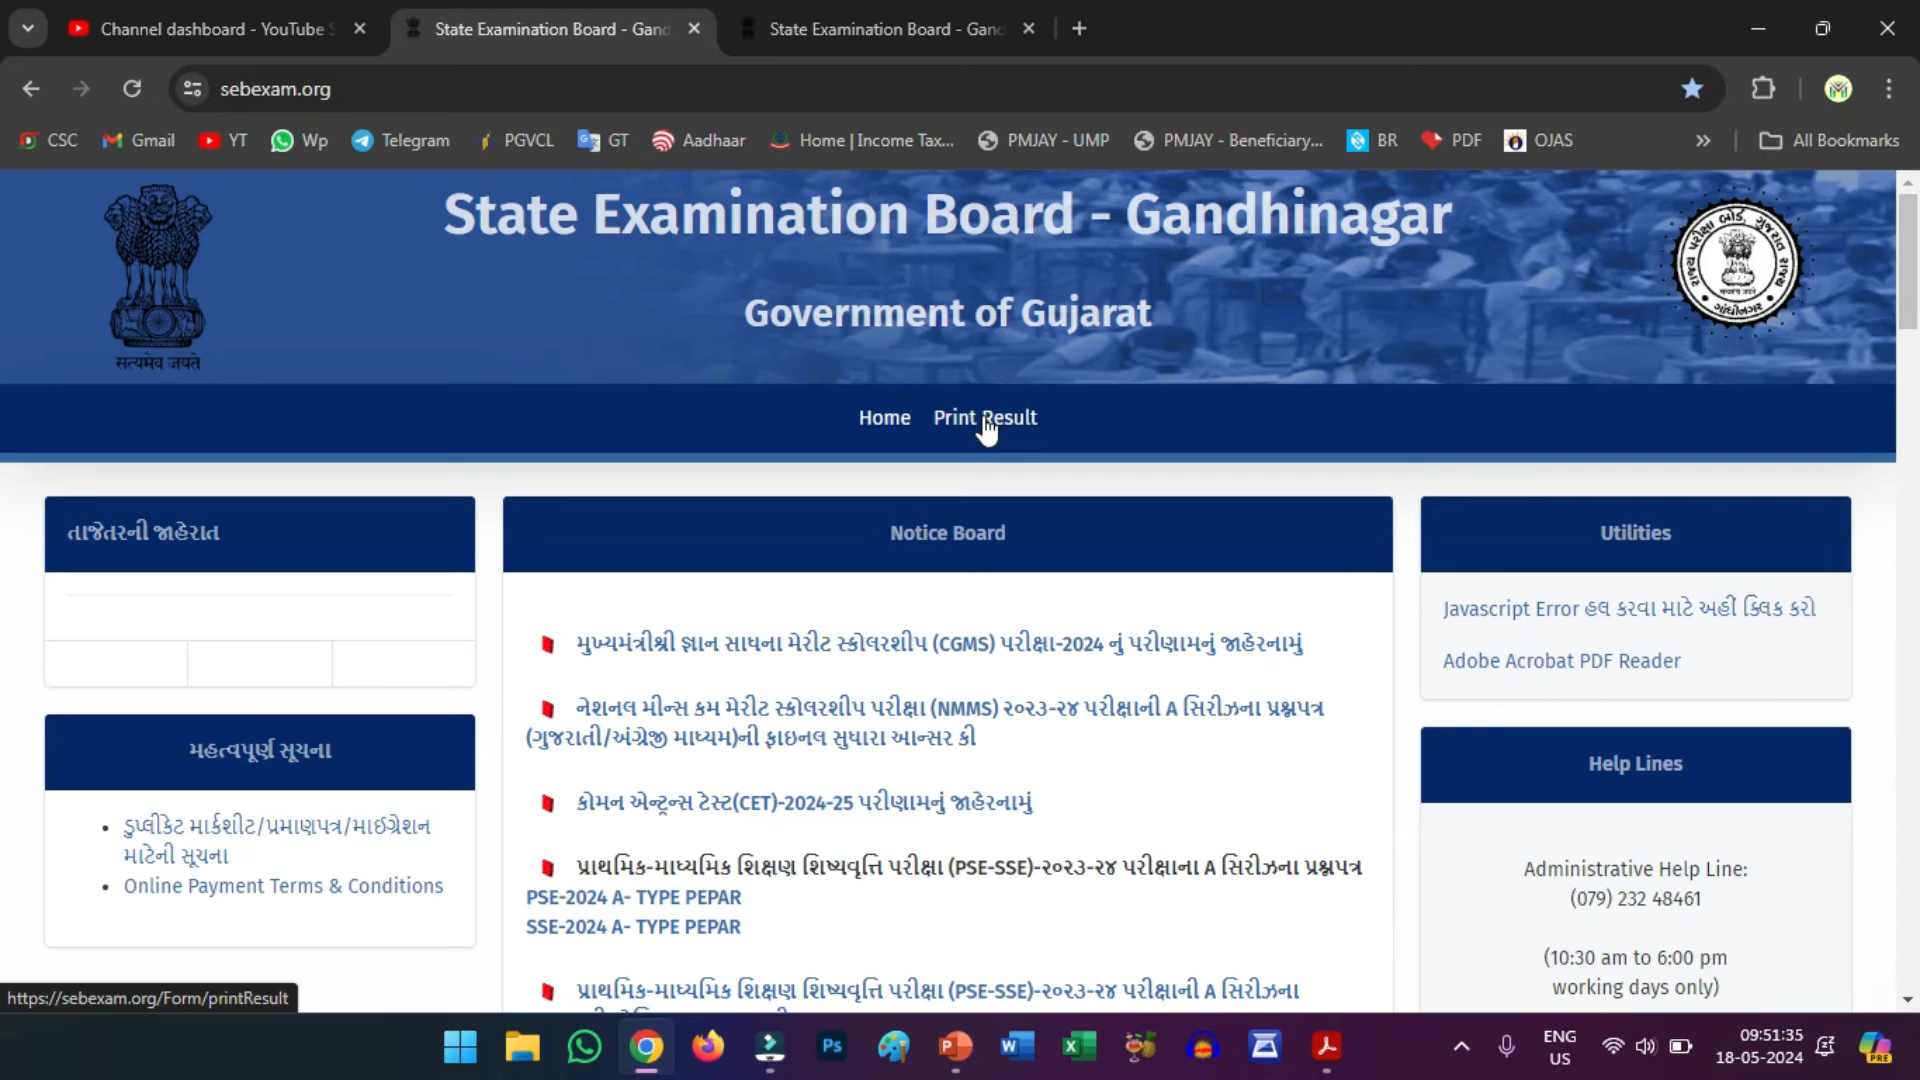 Channel dashboard - YouTube S
State Examination Board - Gand
State Examination Board - Gand
sebexam.org
CSC
Gmail
YT
Wp
Telegram
PGVCL
GT
Aadhaar
Home | Income Tax...
PMJAY - UMP
PMJAY - Beneficiary...
BR
PDF
OJAS
All Bookmarks
State Examination Board - Gandhinagar
Government of Gujarat
सत्यमेव जयते
Home
Print Result
તાજેતરની જાહેરાત
મહત્વપૂર્ણ સૂચના
• ડુપ્લીકેટ માર્કશીટ/પ્રમાણપત્ર/માઈગ્રેશન
માટેની સૂચના
• Online Payment Terms & Conditions
Notice Board
મુખ્યમંત્રીશ્રી જ્ઞાન સાધના મેરીટ સ્કોલરશીપ (CGMS) પરીક્ષા-2024 નું પરીણામનું જાહેરનામું
નેશનલ મીન્સ કમ મેરીટ સ્કોલરશીપ પરીક્ષા (NMMS) ૨૦૨૩-૨૪ પરીક્ષાની A સિરીઝના પ્રશ્નપત્ર
(ગુજરાતી/અંગ્રેજી માધ્યમ)ની ફાઇનલ સુધારા આન્સર કી
કોમન એન્ટ્રન્સ ટેસ્ટ(CET)-2024-25 પરીણામનું જાહેરનામું
પ્રાથમિક-માધ્યમિક શિક્ષણ શિષ્યવૃત્તિ પરીક્ષા (PSE-SSE)-૨૦૨૩-૨૪ પરીક્ષાના A સિરીઝના પ્રશ્નપત્ર
PSE-2024 A- TYPE PEPAR
SSE-2024 A- TYPE PEPAR
પ્રાથમિક-માધ્યમિક શિક્ષણ શિષ્યવૃત્તિ પરીક્ષા (PSE-SSE)-૨૦૨૩-૨૪ પરીક્ષાની A સિરીઝના
Utilities
Javascript Error હલ કરવા માટે અહીં ક્લિક કરો
Adobe Acrobat PDF Reader
Help Lines
Administrative Help Line:
(079) 232 48461
(10:30 am to 6:00 pm
working days only)
https://sebexam.org/Form/printResult
Ps
ENG
US
09:51:35
18-05-2024
PRE